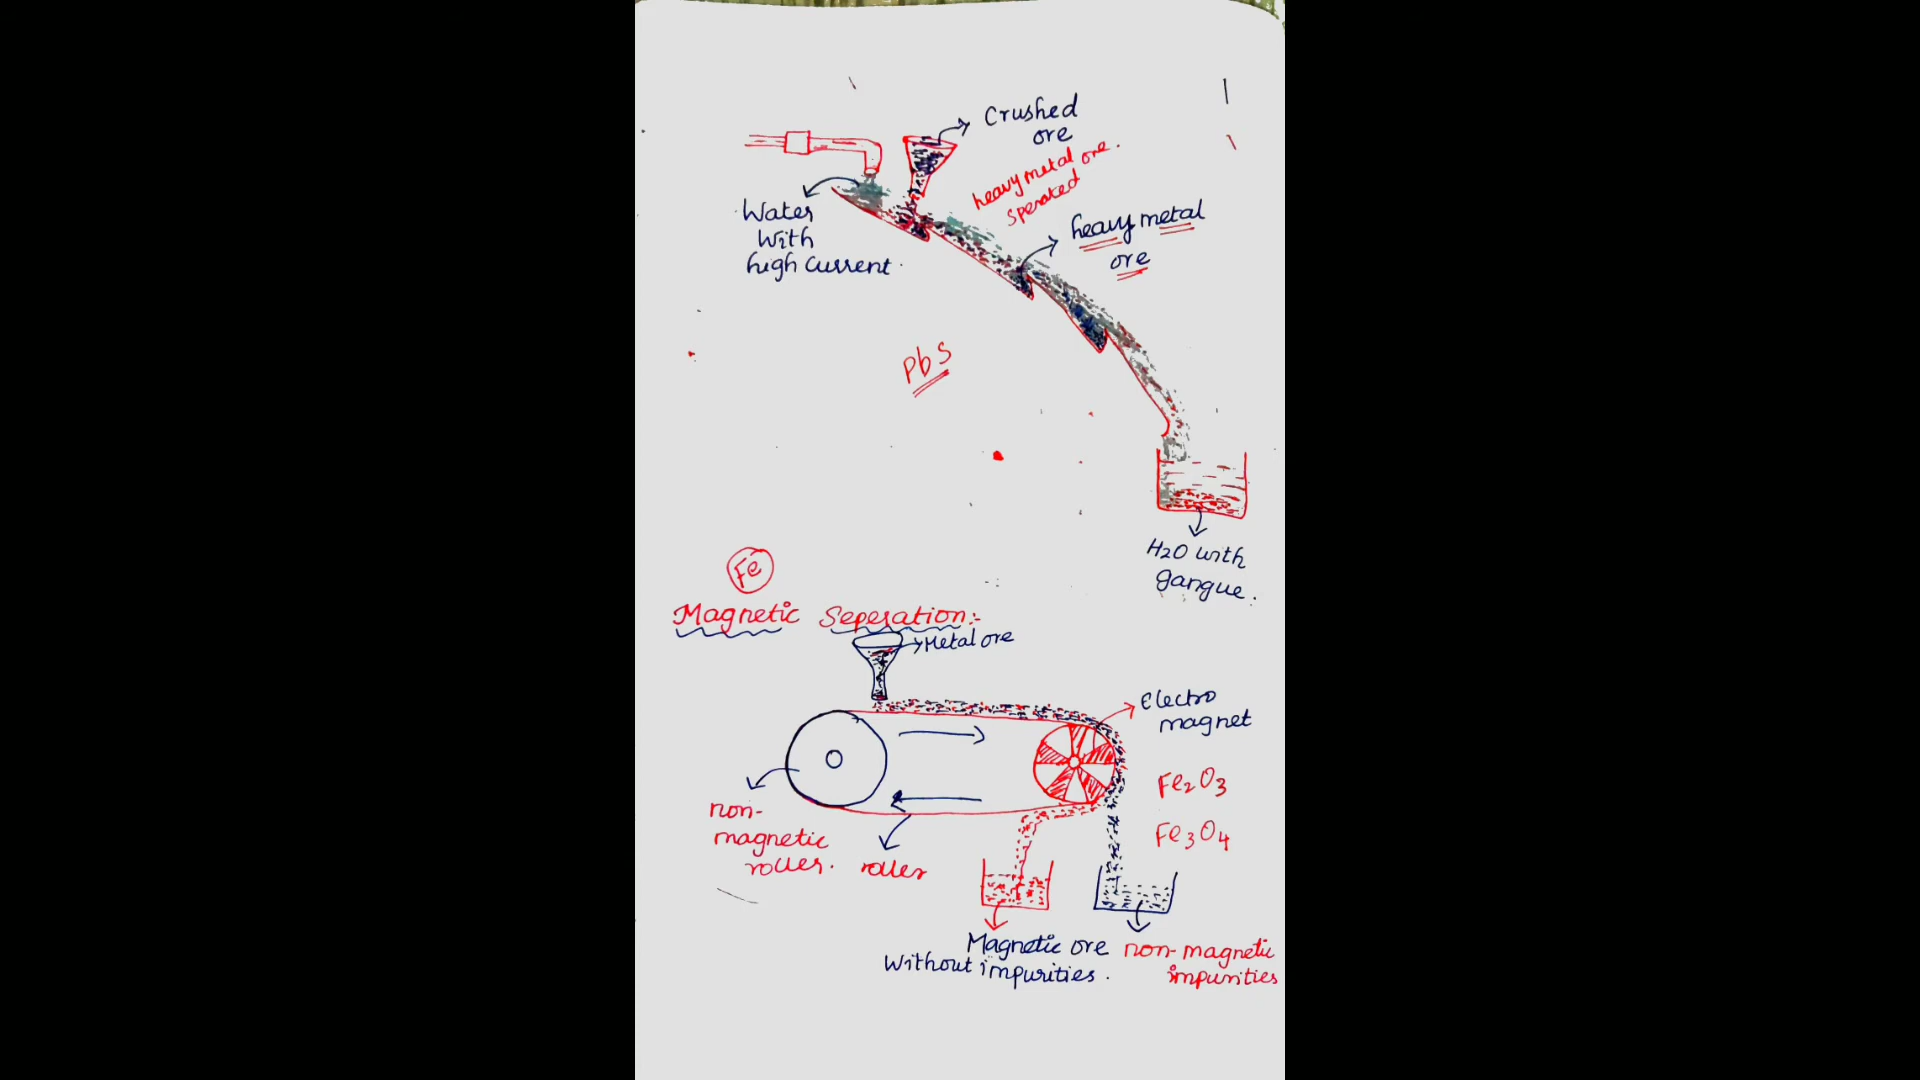 Crushed
ore
heavy metal ore.
sperated
Water
With
high current.
heavy metal
ore
Pbs
H2O with
gangue.
Fe
Magnetic Seperation:-
Metal ore
Electro
magnet
Fe2O3
Fe3O4
non-
magnetic
roller.
roller
Magnetic ore
Without impurities.
non-magnetic
impurities